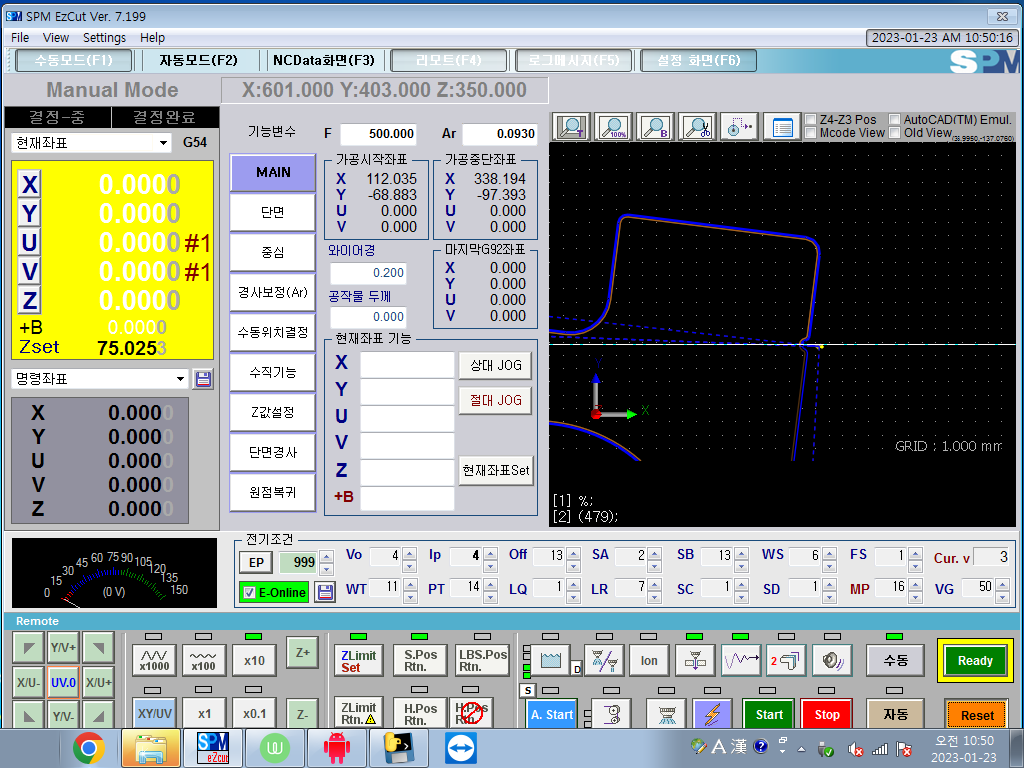 SPM EzCut Ver. 7.199
File View Settings Help
2023-01-23 AM 10:50:16
수동모드(F1) 자동모드(F2) NCData화면(F3) 리모트(F4) 로그메시지(F5) 설정 화면(F6)
SPM
Manual Mode
X:601.000 Y:403.000 Z:350.000
결정-중 결정완료
현재좌표 G54
X 0.0000
Y 0.0000
U 0.0000 #1
V 0.0000 #1
Z 0.0000
+B 0.0000
Zset 75.0253
명령좌표
X 0.0000
Y 0.0000
U 0.0000
V 0.0000
Z 0.0000
기능변수 F 500.000 Ar 0.0930
MAIN
단면
중심
경사보정(Ar)
수동위치결정
수직기능
Z값설정
단면경사
원점복귀
가공시작좌표
X 112.035
Y -68.883
U 0.000
V 0.000
가공중단좌표
X 338.194
Y -97.393
U 0.000
V 0.000
와이어경
0.200
공작물 두께
0.000
마지막G92좌표
X 0.000
Y 0.000
U 0.000
V 0.000
현재좌표 기능
X
Y
U
V
Z
+B
상대 JOG
절대 JOG
현재좌표Set
T 100% B
Z4-Z3 Pos AutoCAD(TM) Emul.
Mcode View Old View
(36.9950,-137.0760)
Y
X
GRID : 1.000 mm
[1] %;
[2] (479);
0 15 30 45 60 75 90 105 120 135 150
(0 V)
전기조건
EP 999 Vo 4 Ip 4 Off 13 SA 2 SB 13 WS 6 FS 1 Cur. v 3
E-Online WT 11 PT 14 LQ 1 LR 7 SC 1 SD 1 MP 16 VG 50
Remote
Y/V+
X/U- UV.0 X/U+
Y/V-
x1000 x100 x10 Z+
XY/UV x1 x0.1 Z-
ZLimit Set S.Pos Rtn. LBS.Pos Rtn.
ZLimit Rtn. H.Pos Rtn. H.Pos Rtn.
D Ion 2 수동 Ready
S A. Start Start Stop 자동 Reset
SPM eZcut
A 漢
오전 10:50
2023-01-23